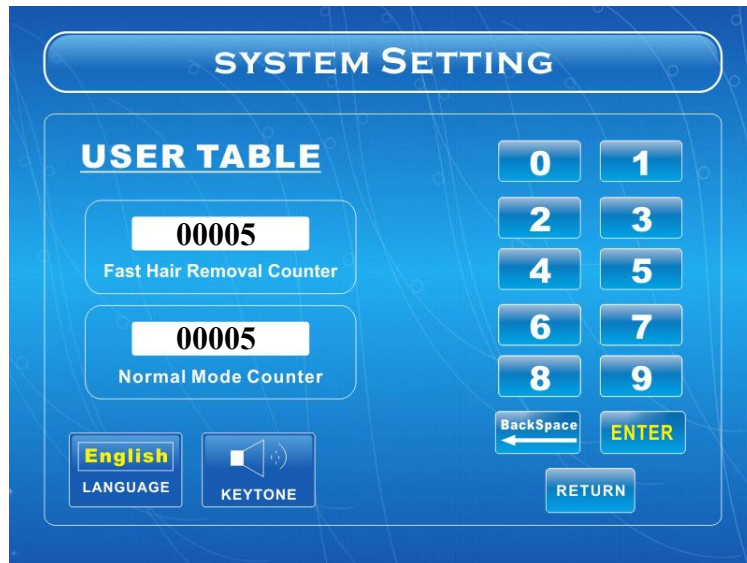 SYSTEM SETTING
USER TABLE
00005
Fast Hair Removal Counter
00005
Normal Mode Counter
English
LANGUAGE
KEYTONE
0 1
2 3
4 5
6 7
8 9
BackSpace ENTER
RETURN